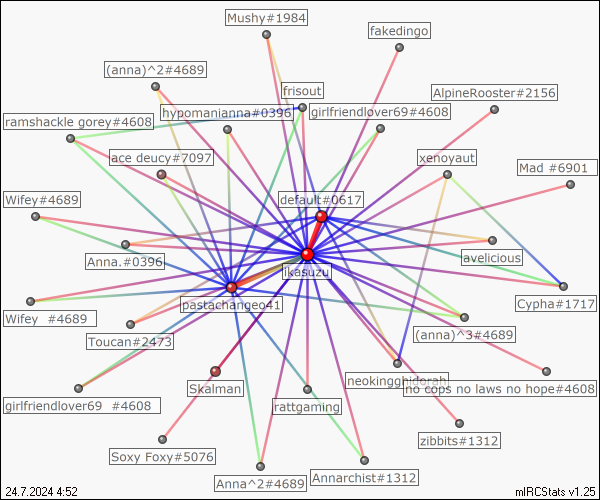 Mushy#1984
fakedingo
(anna)^2#4689
frisout
AlpineRooster#2156
ramshackle gorey#4608
hypomanianna#0396
girlfriendlover69#4608
ace deucy#7097
xenoyaut
Mad #6901
Wifey#4689
default#0617
Anna.#0396
avelicious
ikasuzu
Wifey #4689
pastachangeo41
Cypha#1717
Toucan#2473
(anna)^3#4689
neokingghidorah
Skalman
no cops no laws no hope#4608
girlfriendlover69 #4608
rattgaming
zibbits#1312
Soxy Foxy#5076
Anna^2#4689
Annarchist#1312
24.7.2024 4:52
mIRCStats v1.25